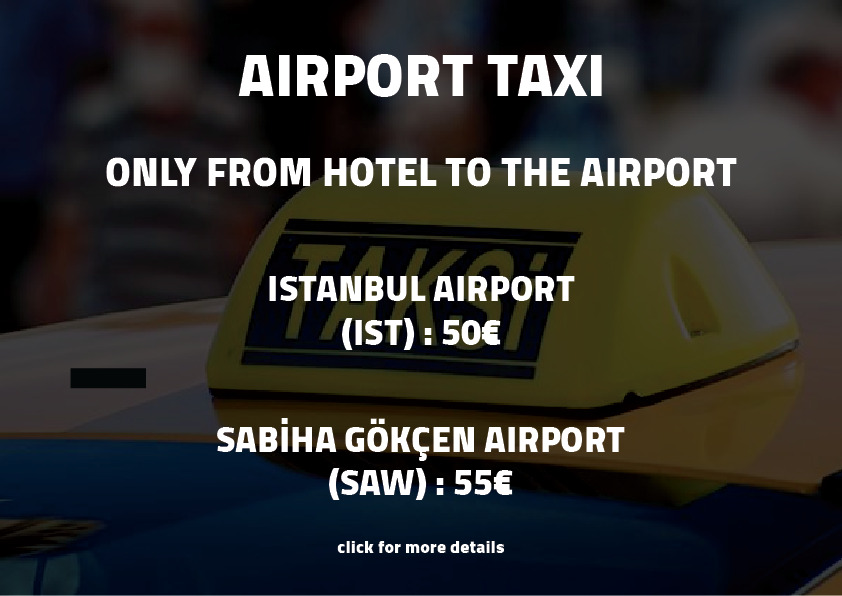 AIRPORT TAXI
ONLY FROM HOTEL TO THE AIRPORT
TAKSİ
ISTANBUL AIRPORT
(IST) : 50€
SABİHA GÖKÇEN AIRPORT
(SAW) : 55€
click for more details